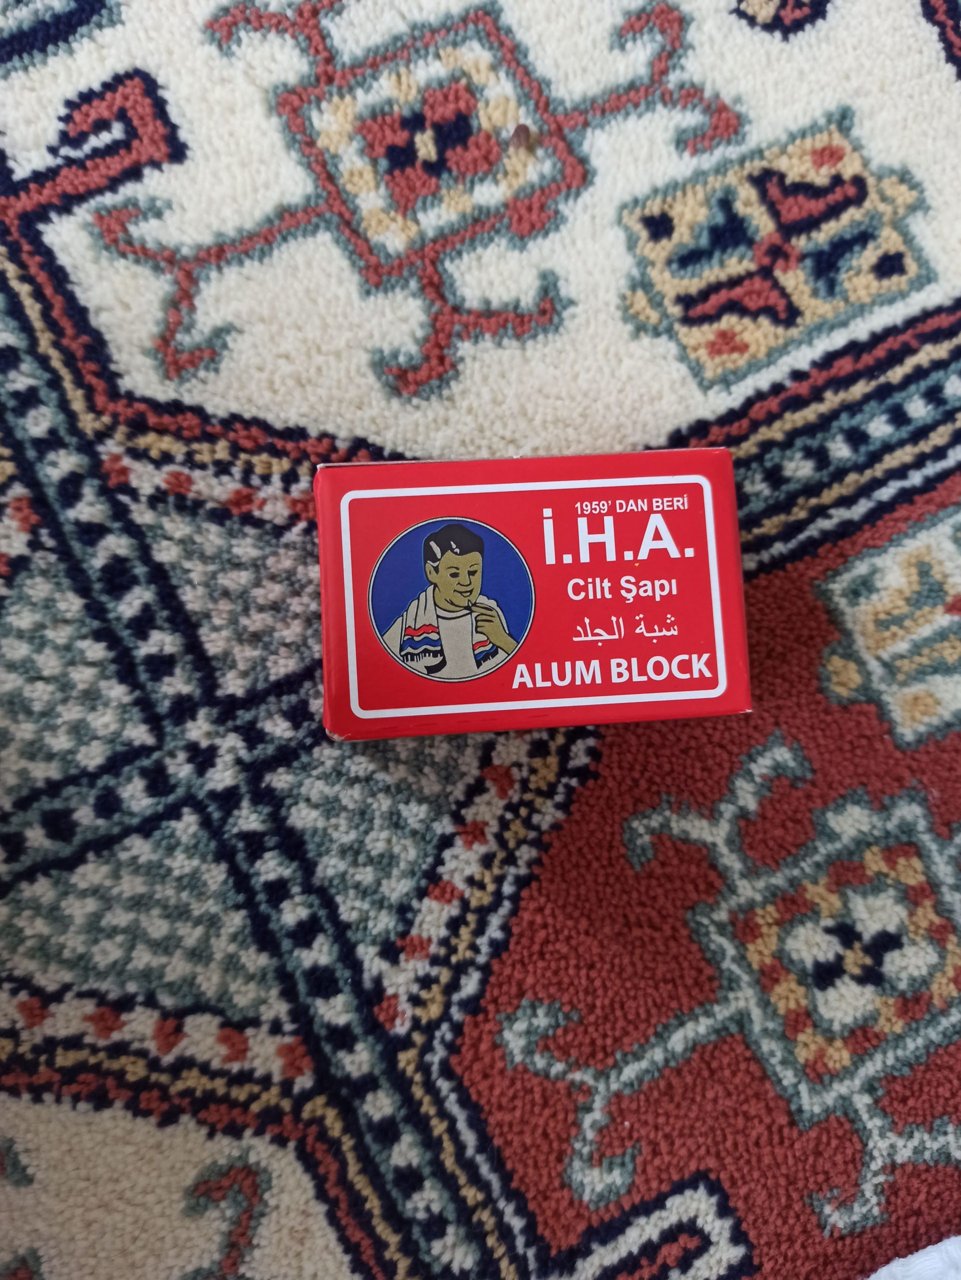 1959' DAN BERİ
İ.H.A.
Cilt Şapı
شبة الجلد
ALUM BLOCK